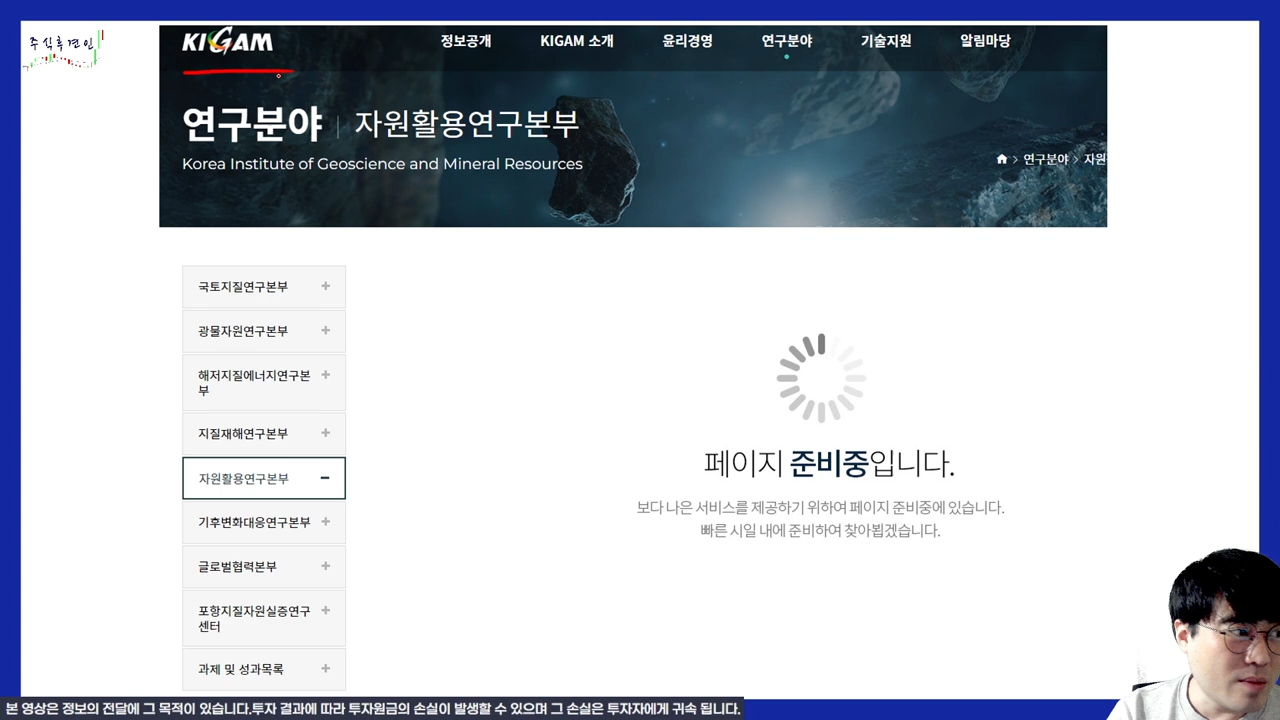 주식후견인
KIGAM
정보공개 KIGAM 소개 윤리경영 연구분야 기술지원 알림마당
연구분야 | 자원활용연구본부
Korea Institute of Geoscience and Mineral Resources
연구분야 > 자원
국토지질연구본부
광물자원연구본부
해저지질에너지연구본
부
지질재해연구본부
자원활용연구본부
기후변화대응연구본부
글로벌협력본부
포항지질자원실증연구
센터
과제 및 성과목록
페이지 준비중입니다.
보다 나은 서비스를 제공하기 위하여 페이지 준비중에 있습니다.
빠른 시일 내에 준비하여 찾아뵙겠습니다.
본 영상은 정보의 전달에 그 목적이 있습니다.투자 결과에 따라 투자원금의 손실이 발생할 수 있으며 그 손실은 투자자에게 귀속 됩니다.